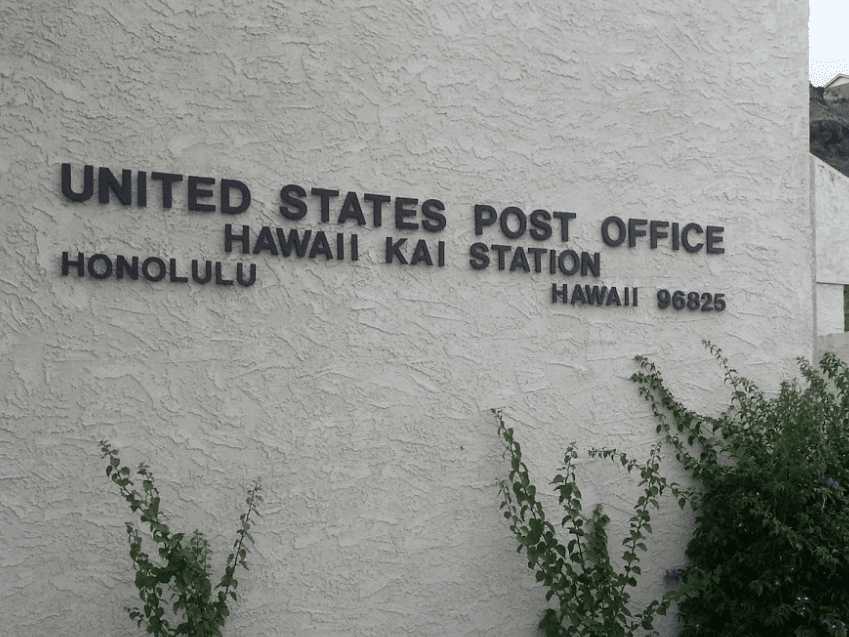 UNITED STATES POST OFFICE
HAWAII KAI STATION
HONOLULU HAWAII 96825